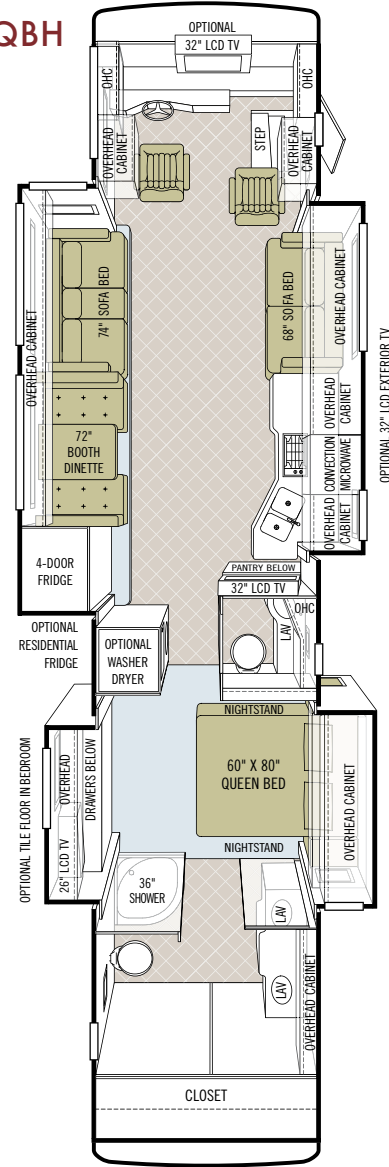 QBH
OPTIONAL
32" LCD TV
OHC
OHC
OVERHEAD
CABINET
STEP
OVERHEAD
CABINET
OVERHEAD CABINET
74" SOFA BED
68" SOFA BED
OVERHEAD CABINET
OPTIONAL 32" LCD EXTERIOR TV
72"
BOOTH
DINETTE
OVERHEAD
CABINET
CONVECTION
MICROWAVE
OVERHEAD
CABINET
4-DOOR
FRIDGE
PANTRY BELOW
32" LCD TV
OHC
LAV
OPTIONAL
RESIDENTIAL
FRIDGE
OPTIONAL
WASHER
DRYER
NIGHTSTAND
60" X 80"
QUEEN BED
NIGHTSTAND
OVERHEAD CABINET
OPTIONAL TILE FLOOR IN BEDROOM
26" LCD TV
OVERHEAD
DRAWERS BELOW
36"
SHOWER
LAV
LAV
OVERHEAD CABINET
CLOSET